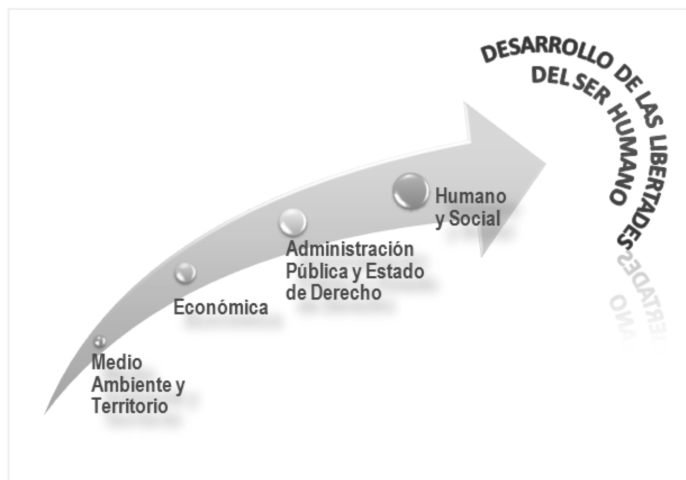 DESARROLLO DE LAS LIBERTADES
DEL SER HUMANO
Humano
y Social
Administración
Pública y Estado
de Derecho
Económica
Medio
Ambiente y
Territorio